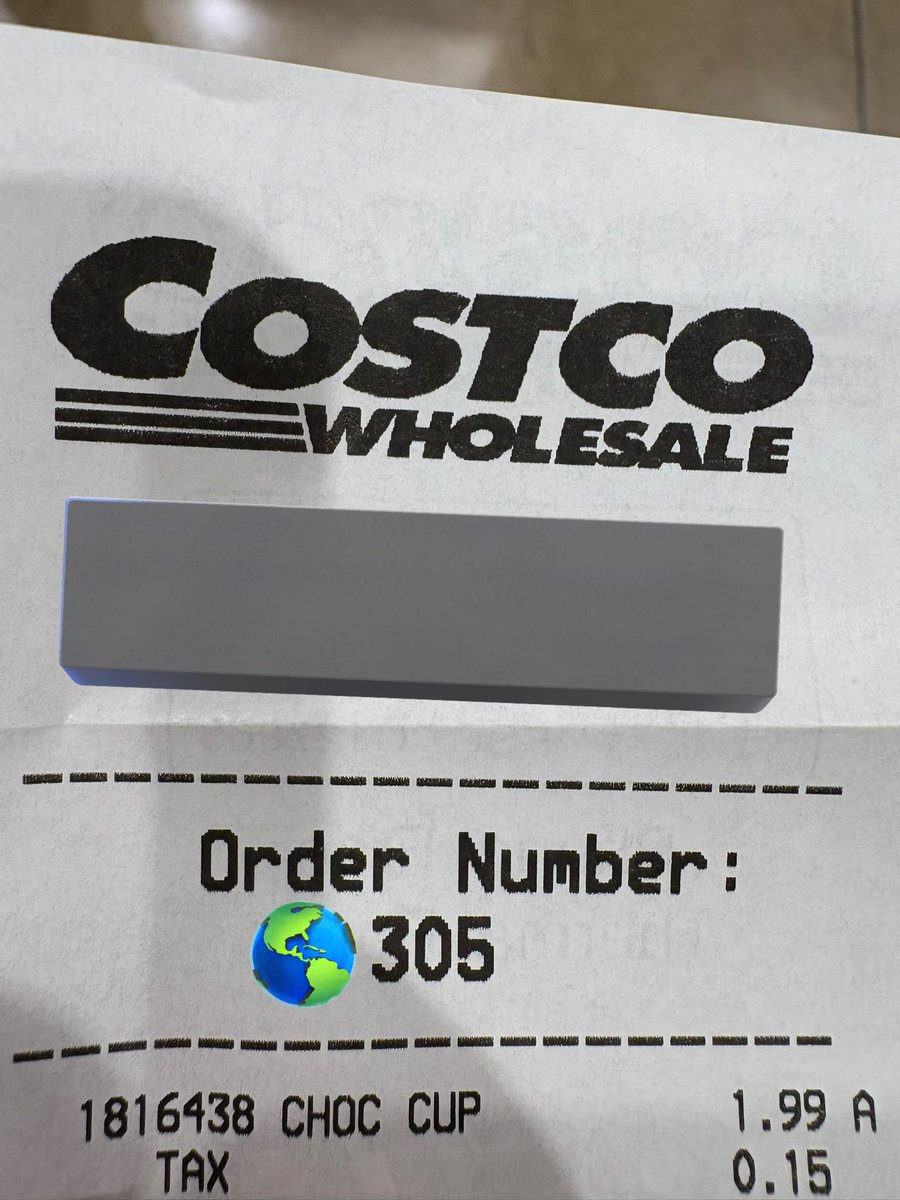 COSTCO
WHOLESALE
Order Number:
305
1816438 CHOC CUP 1.99 A
TAX 0.15